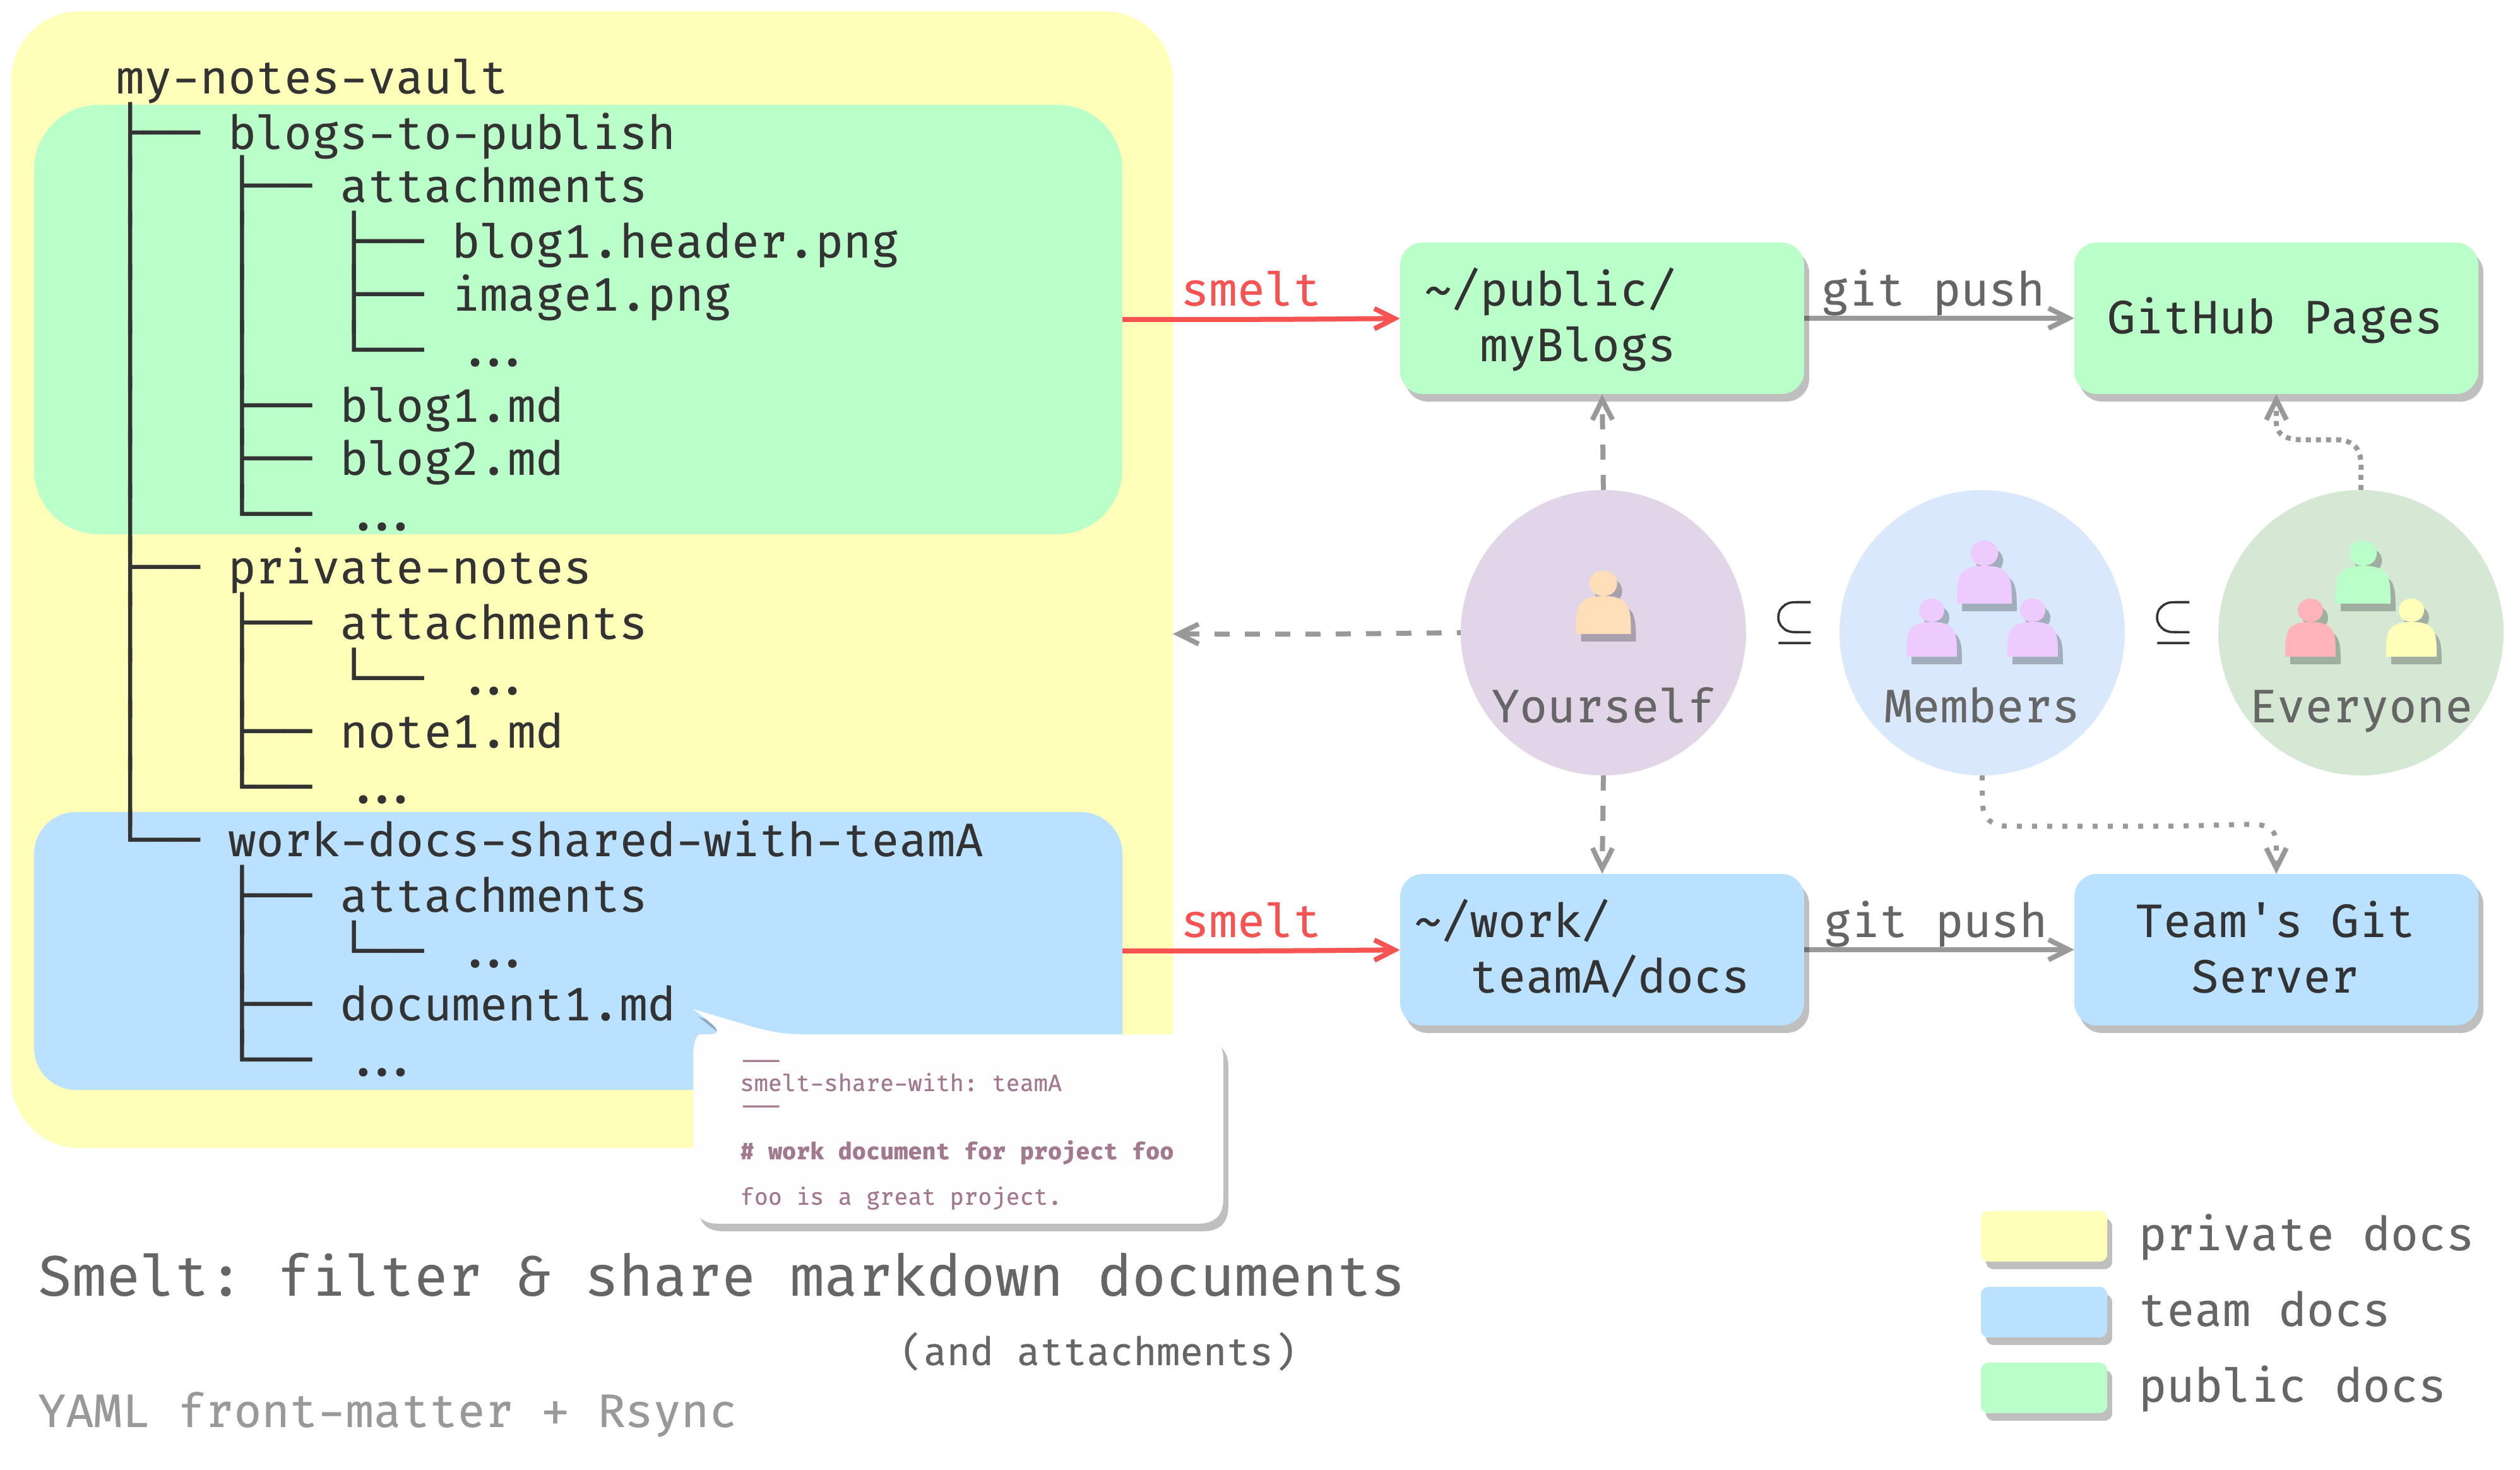 my-notes-vault
blogs-to-publish
attachments
blog1.header.png
image1.png
...
blog1.md
blog2.md
...
private-notes
attachments
...
note1.md
...
work-docs-shared-with-teamA
attachments
...
document1.md
...
---
smelt-share-with: teamA
---
# work document for project foo
foo is a great project.
smelt
~/public/
myBlogs
git push
GitHub Pages
Yourself
⊆
Members
⊆
Everyone
smelt
~/work/
teamA/docs
git push
Team's Git
Server
Smelt: filter & share markdown documents
(and attachments)
YAML front-matter + Rsync
private docs
team docs
public docs